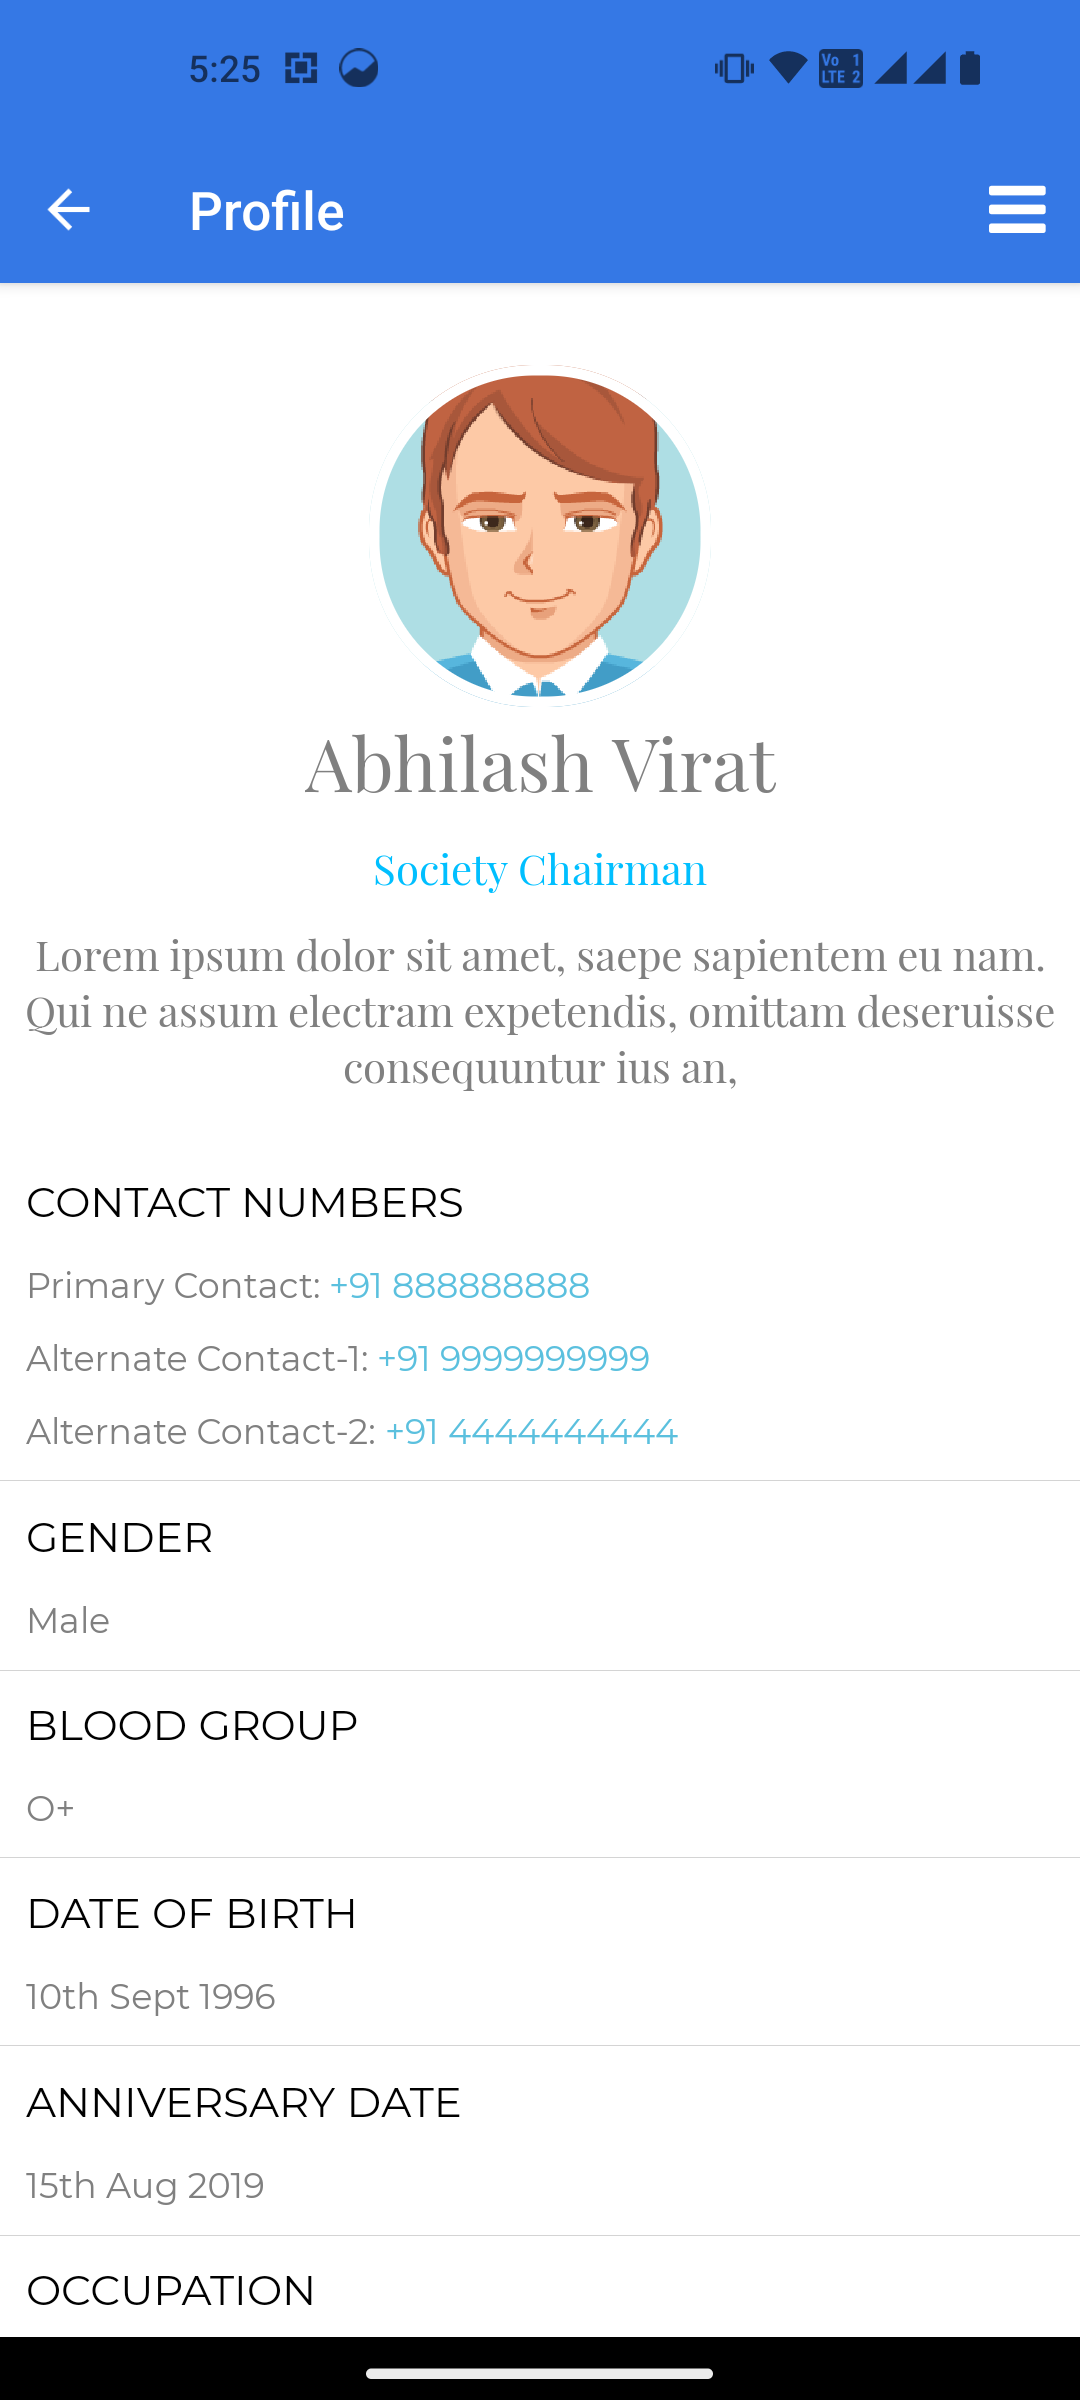 5:25
Vo 1
LTE 2
Profile
Abhilash Virat
Society Chairman
Lorem ipsum dolor sit amet, saepe sapientem eu nam.
Qui ne assum electram expetendis, omittam deseruisse
consequuntur ius an,
CONTACT NUMBERS
Primary Contact: +91 888888888
Alternate Contact-1: +91 9999999999
Alternate Contact-2: +91 4444444444
GENDER
Male
BLOOD GROUP
O+
DATE OF BIRTH
10th Sept 1996
ANNIVERSARY DATE
15th Aug 2019
OCCUPATION